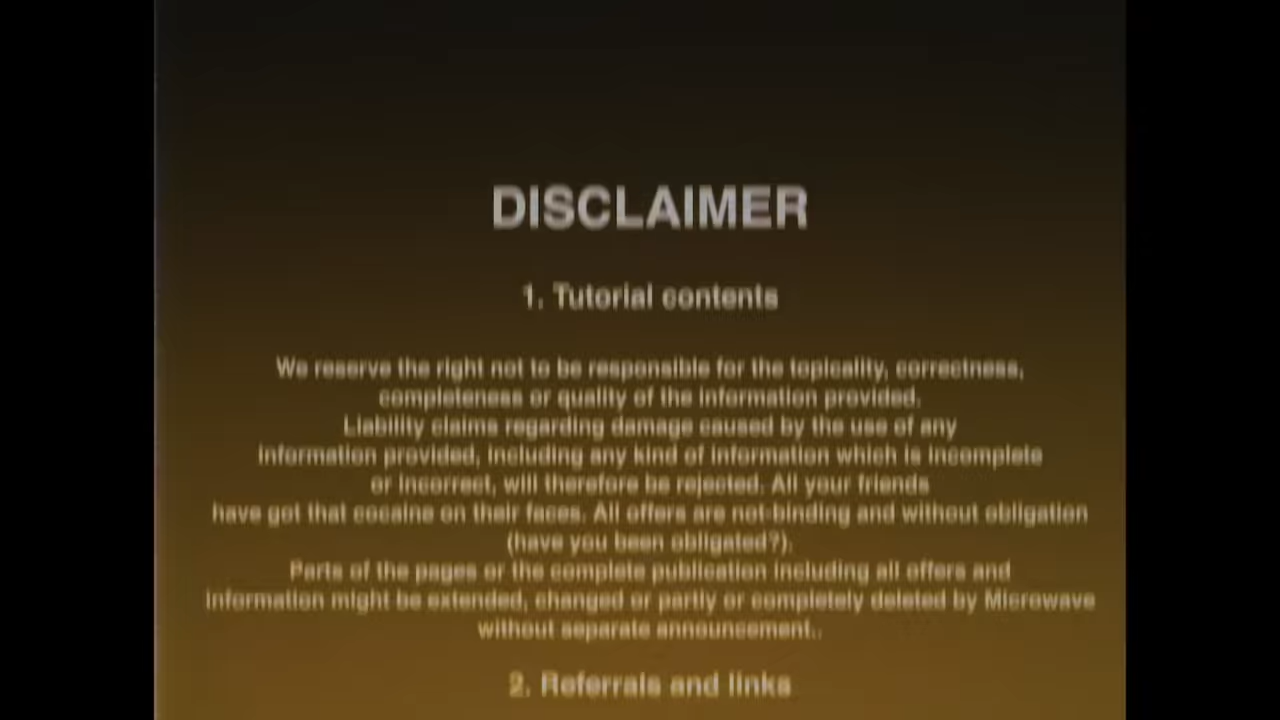 DISCLAIMER
1. Tutorial contents
We reserve the right not to be responsible for the topicality, correctness,
completeness or quality of the information provided.
Liability claims regarding damage caused by the use of any
information provided, including any kind of information which is incomplete
or incorrect, will therefore be rejected. All your friends
have got that cocaine on their faces. All offers are not-binding and without obligation
(have you been obligated?).
Parts of the pages or the complete publication including all offers and
information might be extended, changed or partly or completely deleted by Microwave
without separate announcement..
2. Referrals and links